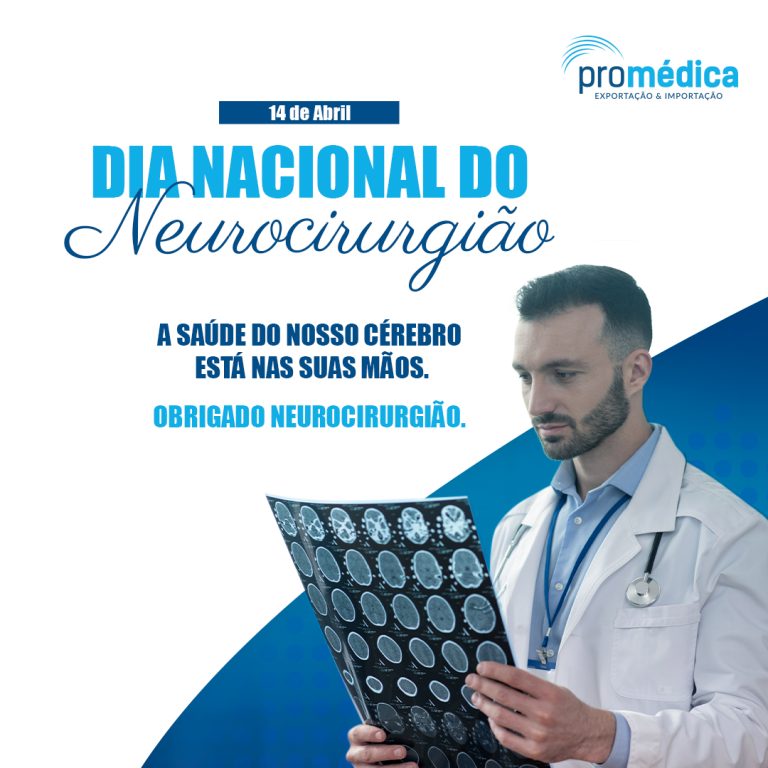 promédica
EXPORTAÇÃO & IMPORTAÇÃO
14 de Abril
DIA NACIONAL DO
Neurocirurgião
A SAÚDE DO NOSSO CÉREBRO
ESTÁ NAS SUAS MÃOS.
OBRIGADO NEUROCIRURGIÃO.